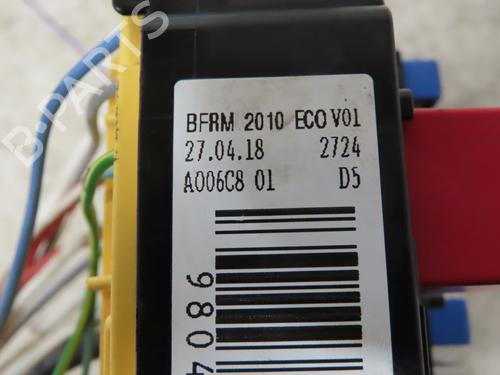 BFRM 2010 ECO V01
27.04.18 2724
A006C8 01 D5
9804
B-PARTS